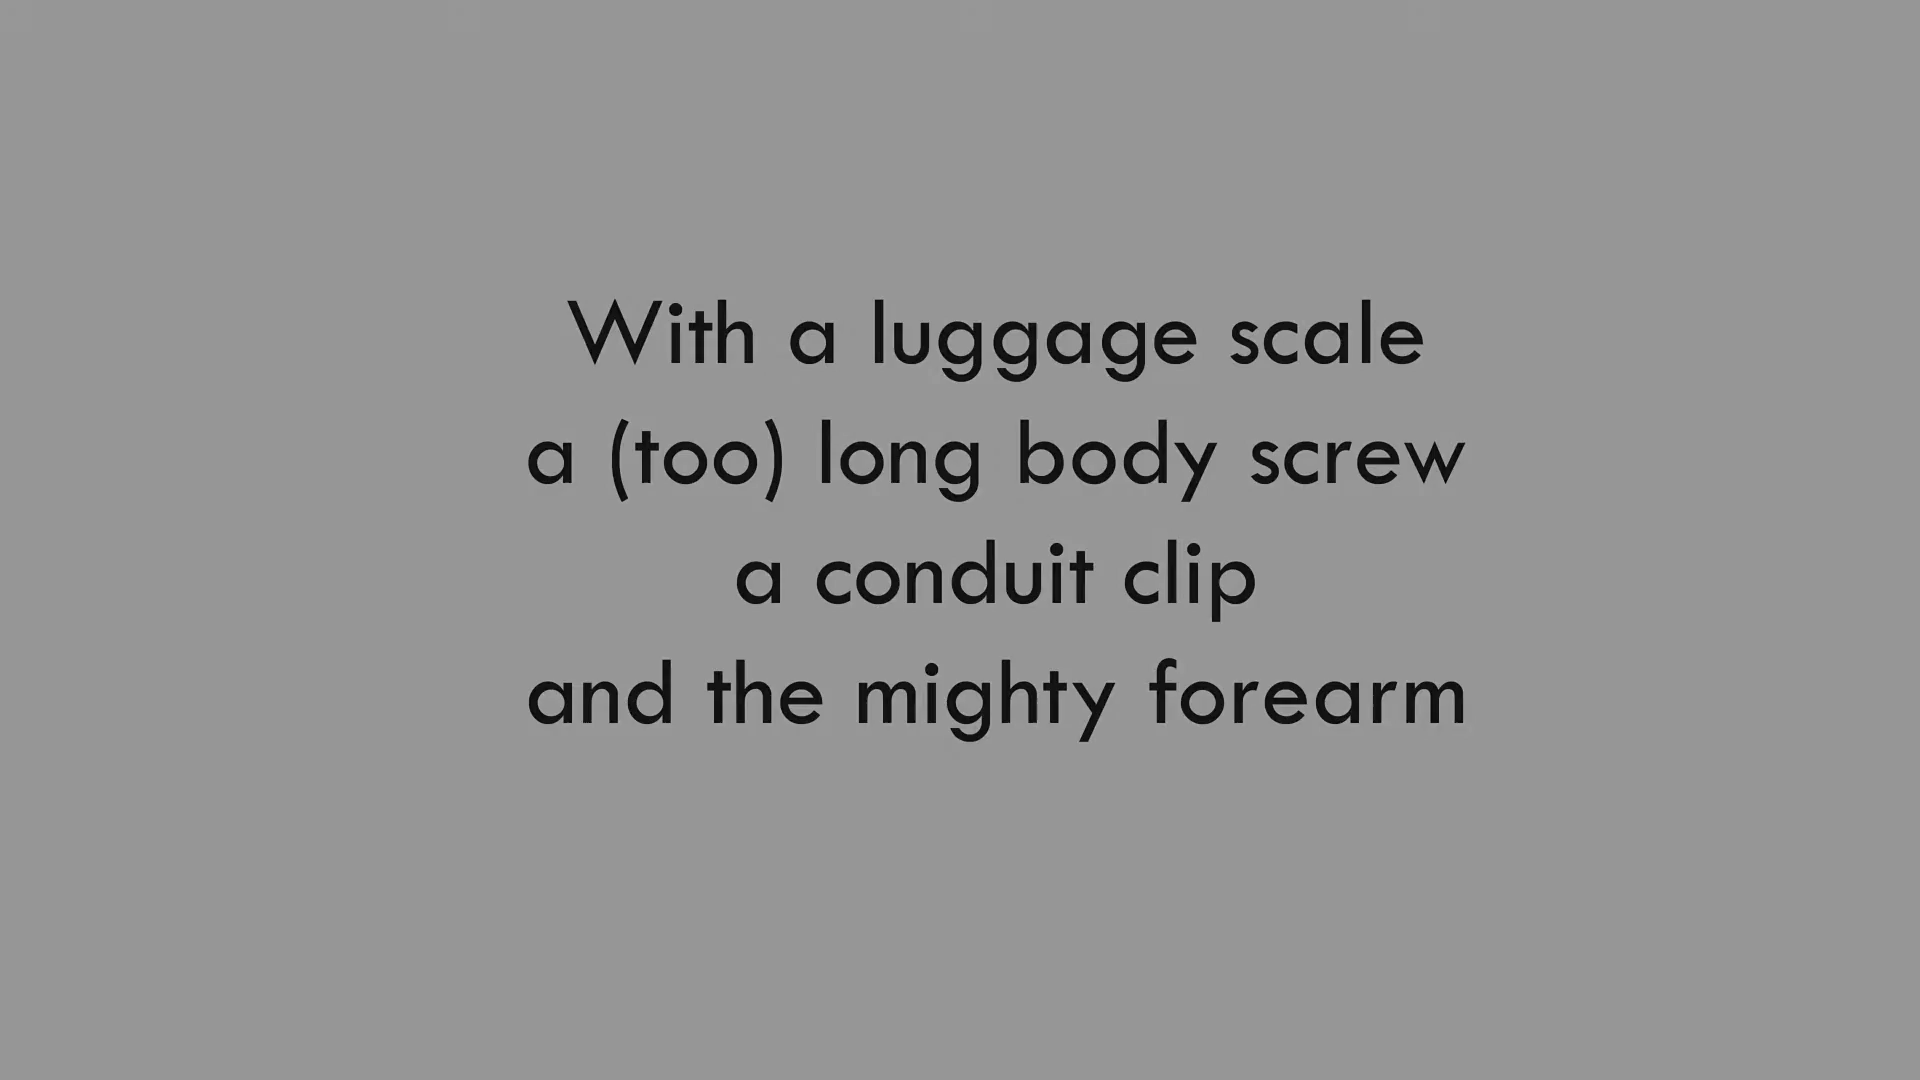 With a luggage scale
a (too) long body screw
a conduit clip
and the mighty forearm